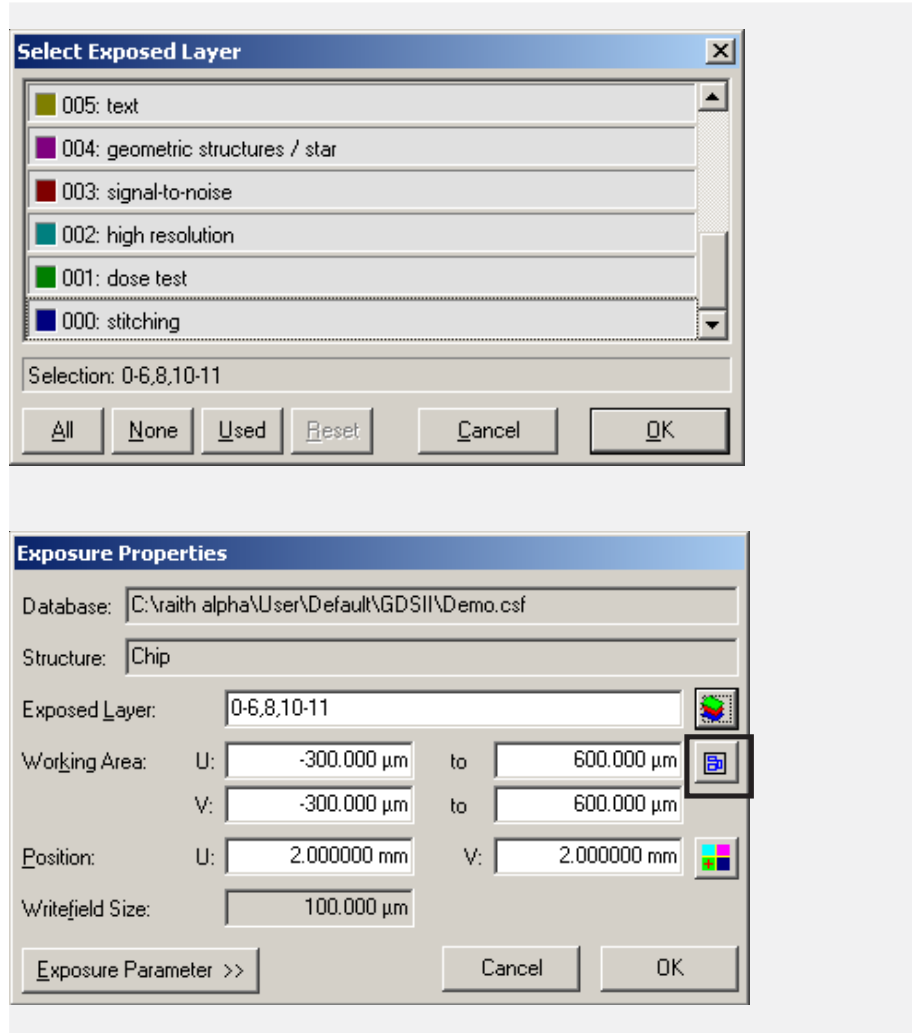 Select Exposed Layer
005: text
004: geometric structures / star
003: signal-to-noise
002: high resolution
001: dose test
000: stitching
Selection: 0-6,8,10-11
All None Used Reset Cancel OK
Exposure Properties
Database: C:\raith alpha\User\Default\GDSII\Demo.csf
Structure: Chip
Exposed Layer: 0-6,8,10-11
Working Area: U: -300.000 µm to 600.000 µm
V: -300.000 µm to 600.000 µm
Position: U: 2.000000 mm V: 2.000000 mm
Writefield Size: 100.000 µm
Exposure Parameter >> Cancel OK